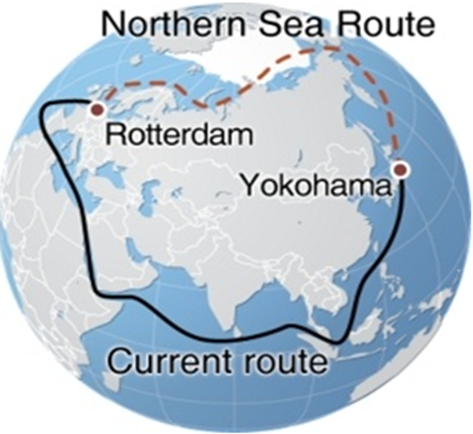 Northern Sea Route
Rotterdam
Yokohama
Current route